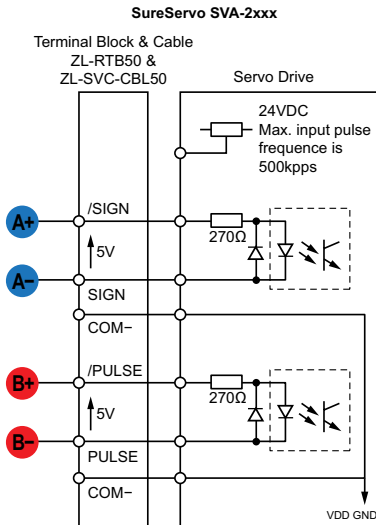 SureServo SVA-2xxx
Terminal Block & Cable
ZL-RTB50 &
ZL-SVC-CBL50
Servo Drive
24VDC
Max. input pulse
frequence is
500kpps
/SIGN
A+
270Ω
5V
A−
SIGN
COM−
/PULSE
B+
270Ω
5V
B−
PULSE
COM−
VDD GND